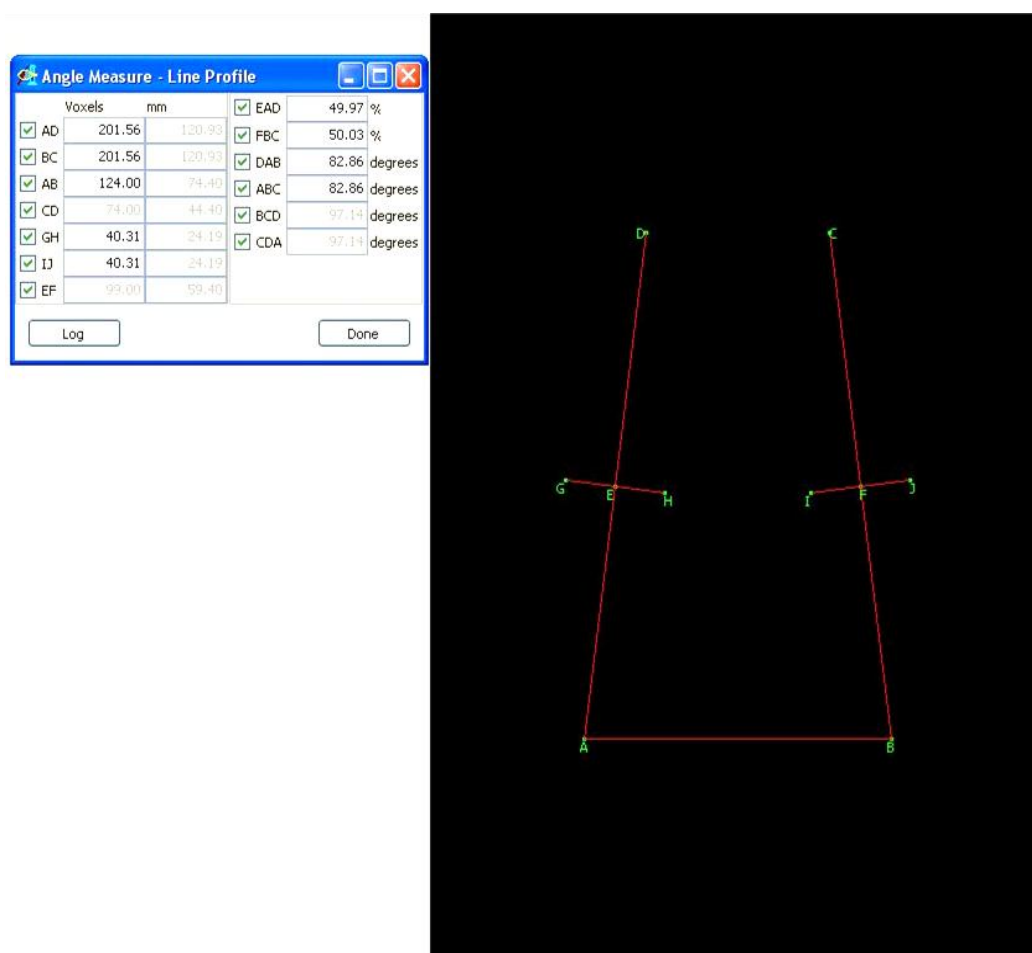 Angle Measure - Line Profile
Voxels mm
AD 201.56 120.93
BC 201.56 120.93
AB 124.00 74.40
CD 74.00 44.40
GH 40.31 24.19
IJ 40.31 24.19
EF 99.00 59.40
EAD 49.97 %
FBC 50.03 %
DAB 82.86 degrees
ABC 82.86 degrees
BCD 97.14 degrees
CDA 97.14 degrees
Log Done
D C
G E H I F J
A B